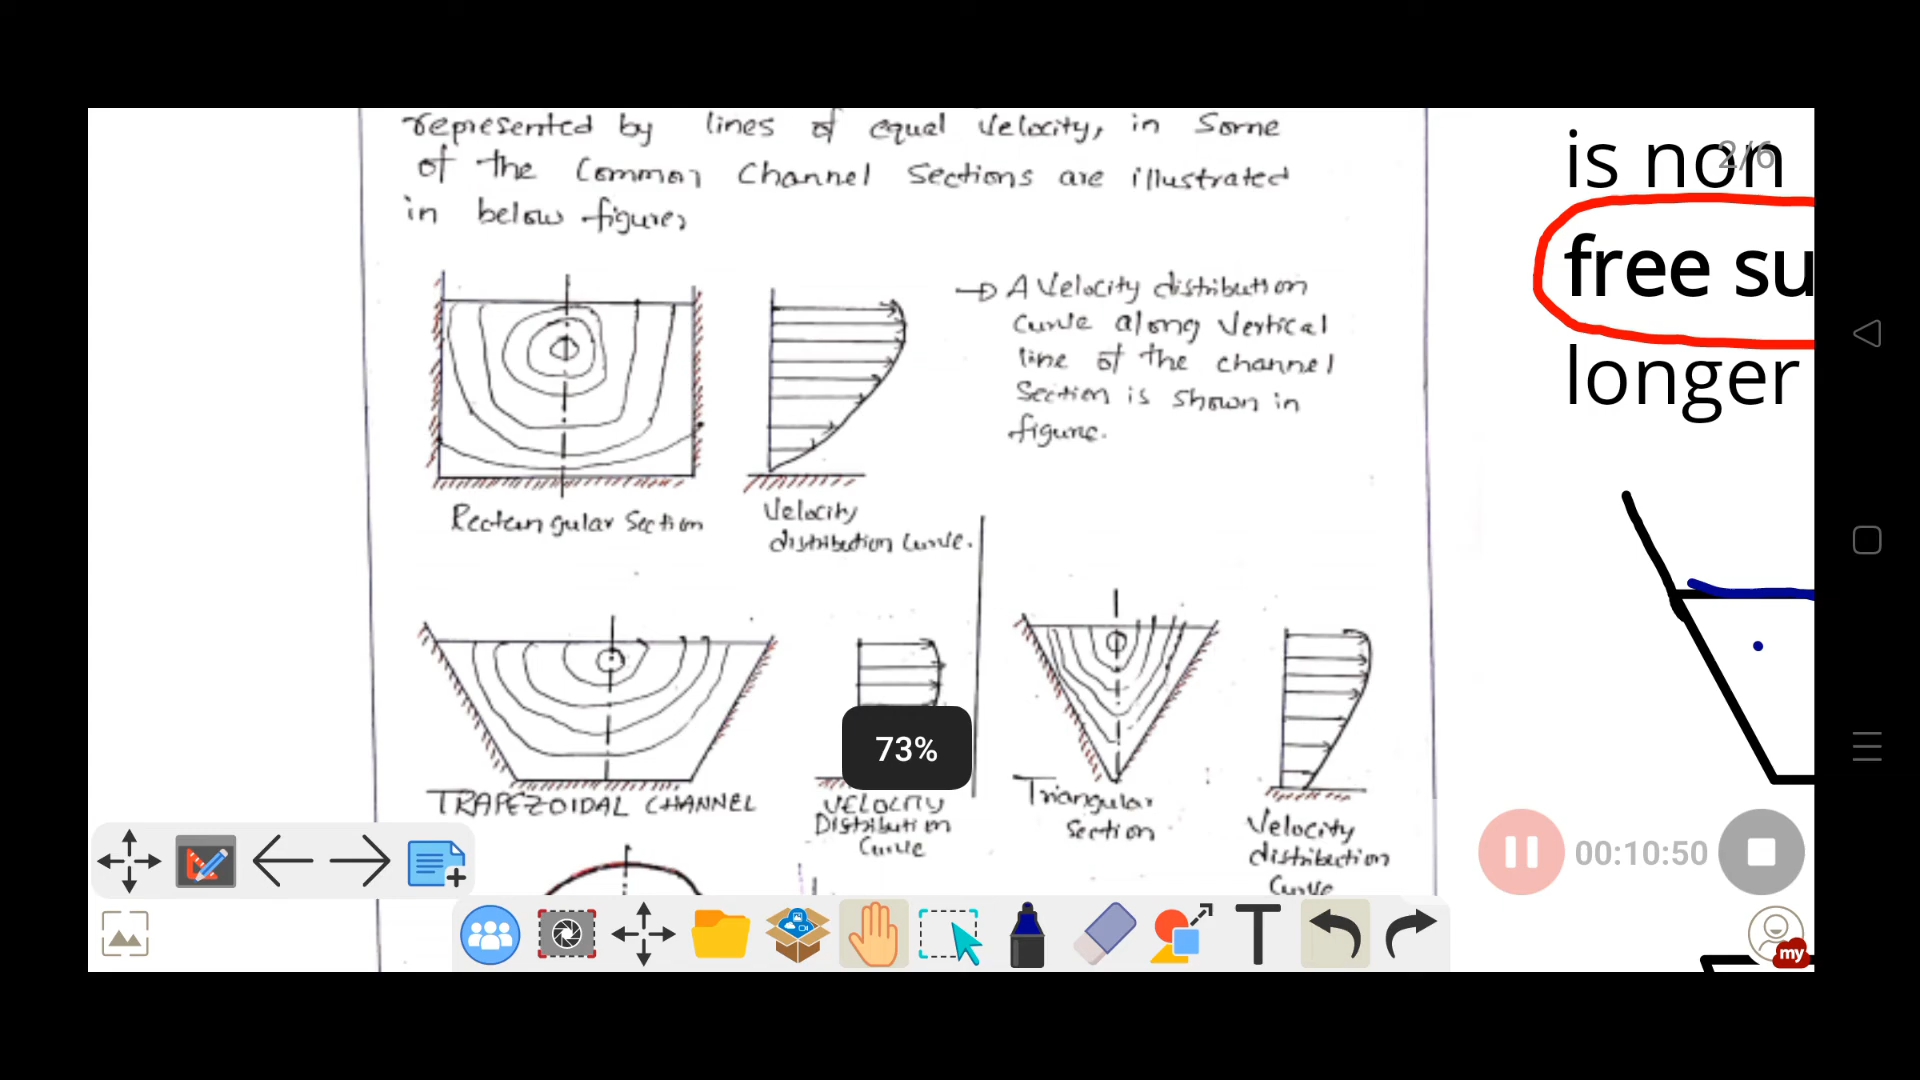 represented by lines of equal velocity, in Some
of the Common Channel Sections are illustrated
in below figures
→ A Velocity distribution
curve along vertical
line of the channel
Section is shown in
figure.
Rectangular Section
Velocity
distribution curve.
TRAPEZOIDAL CHANNEL
VELOCITY
Distribution
Curve
Triangular
Section
Velocity
distribution
Curve
is non
2/6
free su
longer
73%
00:10:50
T
my